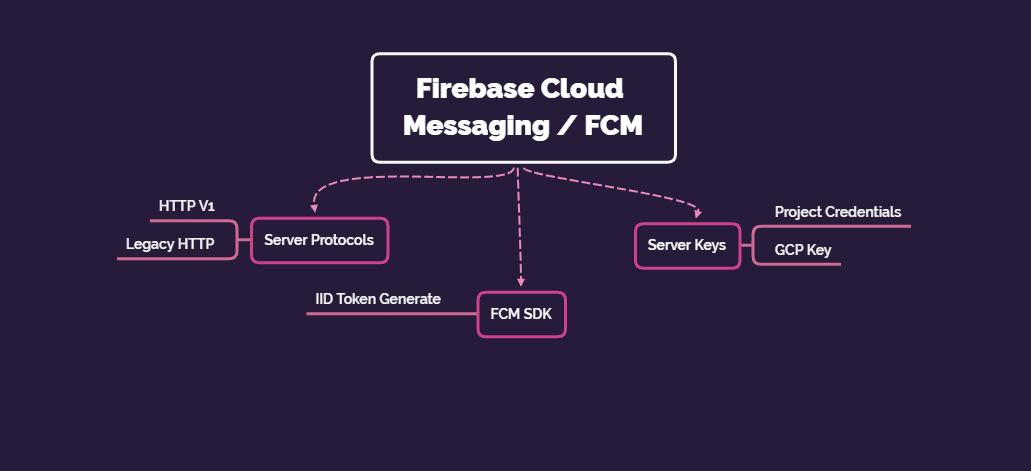 Firebase Cloud
Messaging / FCM
HTTP V1
Legacy HTTP
Server Protocols
Server Keys
Project Credentials
GCP Key
IID Token Generate
FCM SDK